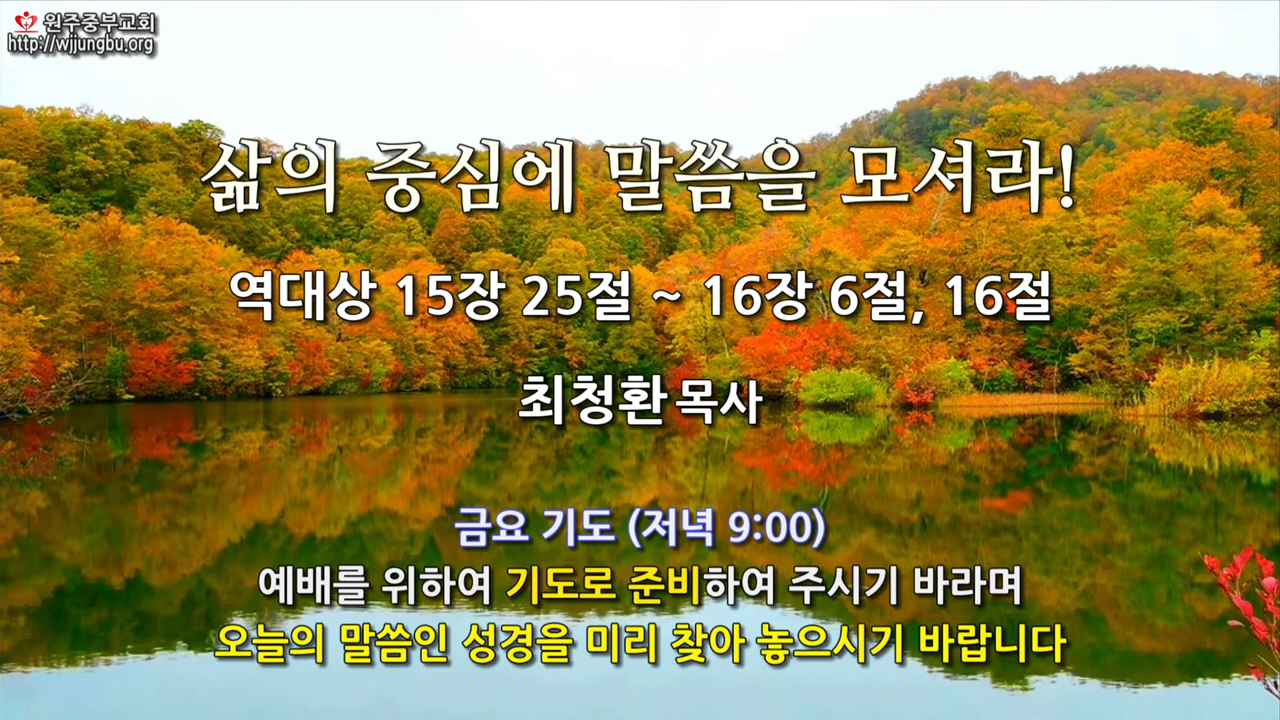 원주중부교회
http://wjjungbu.org
삶의 중심에 말씀을 모셔라!
역대상 15장 25절 ~ 16장 6절, 16절
최청환 목사
금요 기도 (저녁 9:00)
예배를 위하여 기도로 준비하여 주시기 바라며
오늘의 말씀인 성경을 미리 찾아 놓으시기 바랍니다